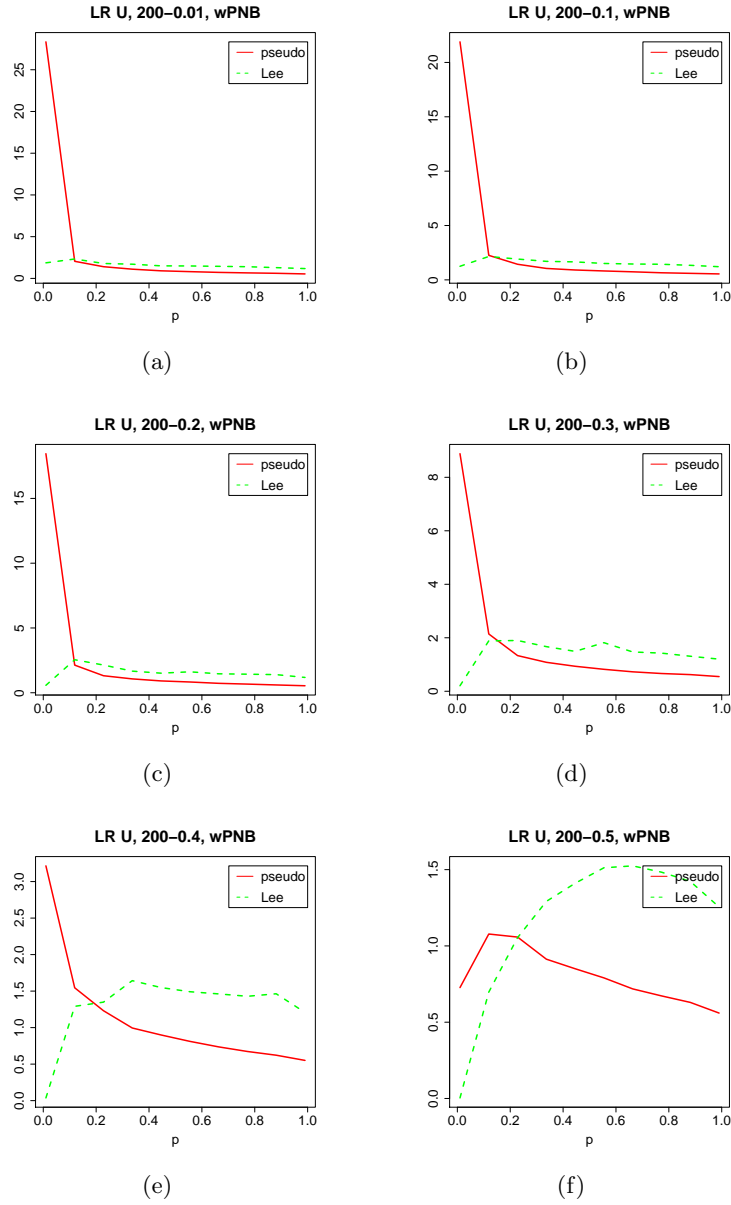 LR U, 200−0.01, wPNB
pseudo
Lee
0 5 10 15 20 25
0.0 0.2 0.4 0.6 0.8 1.0
p
(a)
LR U, 200−0.1, wPNB
pseudo
Lee
0 5 10 15 20
0.0 0.2 0.4 0.6 0.8 1.0
p
(b)
LR U, 200−0.2, wPNB
pseudo
Lee
0 5 10 15
0.0 0.2 0.4 0.6 0.8 1.0
p
(c)
LR U, 200−0.3, wPNB
pseudo
Lee
0 2 4 6 8
0.0 0.2 0.4 0.6 0.8 1.0
p
(d)
LR U, 200−0.4, wPNB
pseudo
Lee
0.0 0.5 1.0 1.5 2.0 2.5 3.0
0.0 0.2 0.4 0.6 0.8 1.0
p
(e)
LR U, 200−0.5, wPNB
pseudo
Lee
0.0 0.5 1.0 1.5
0.0 0.2 0.4 0.6 0.8 1.0
p
(f)